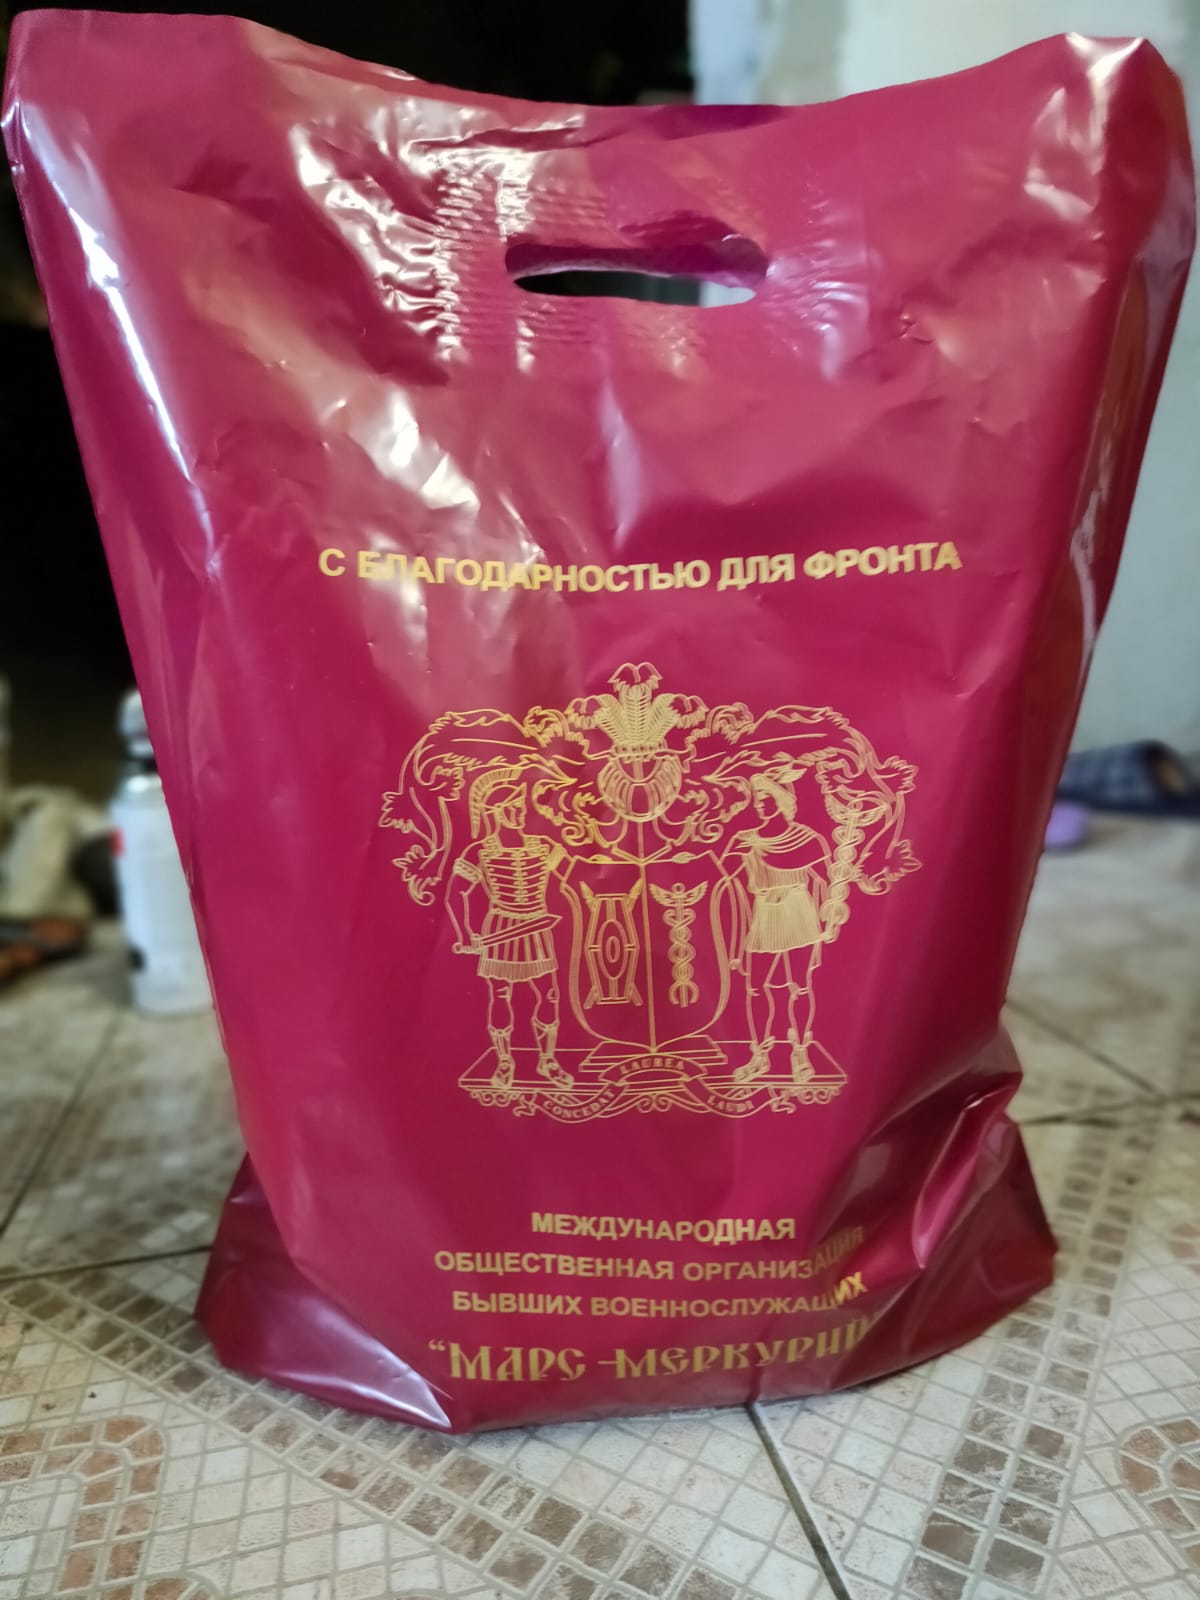 С БЛАГОДАРНОСТЬЮ ДЛЯ ФРОНТА
LAUREA
CONCEDAT LAUDI
МЕЖДУНАРОДНАЯ
ОБЩЕСТВЕННАЯ ОРГАНИЗАЦИЯ
БЫВШИХ ВОЕННОСЛУЖАЩИХ
“МАРС-МЕРКУРИЙ”